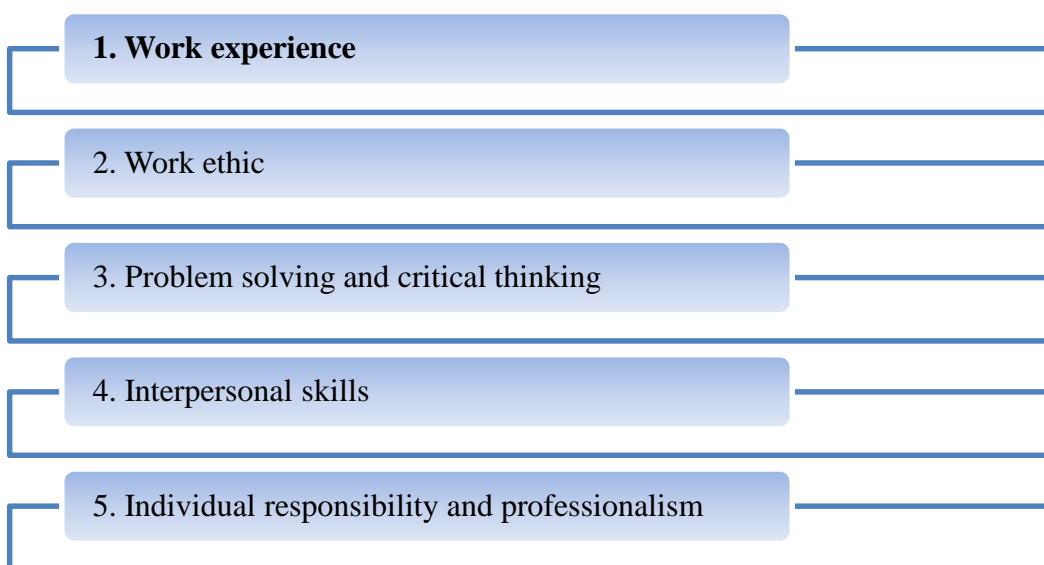 1. Work experience
2. Work ethic
3. Problem solving and critical thinking
4. Interpersonal skills
5. Individual responsibility and professionalism